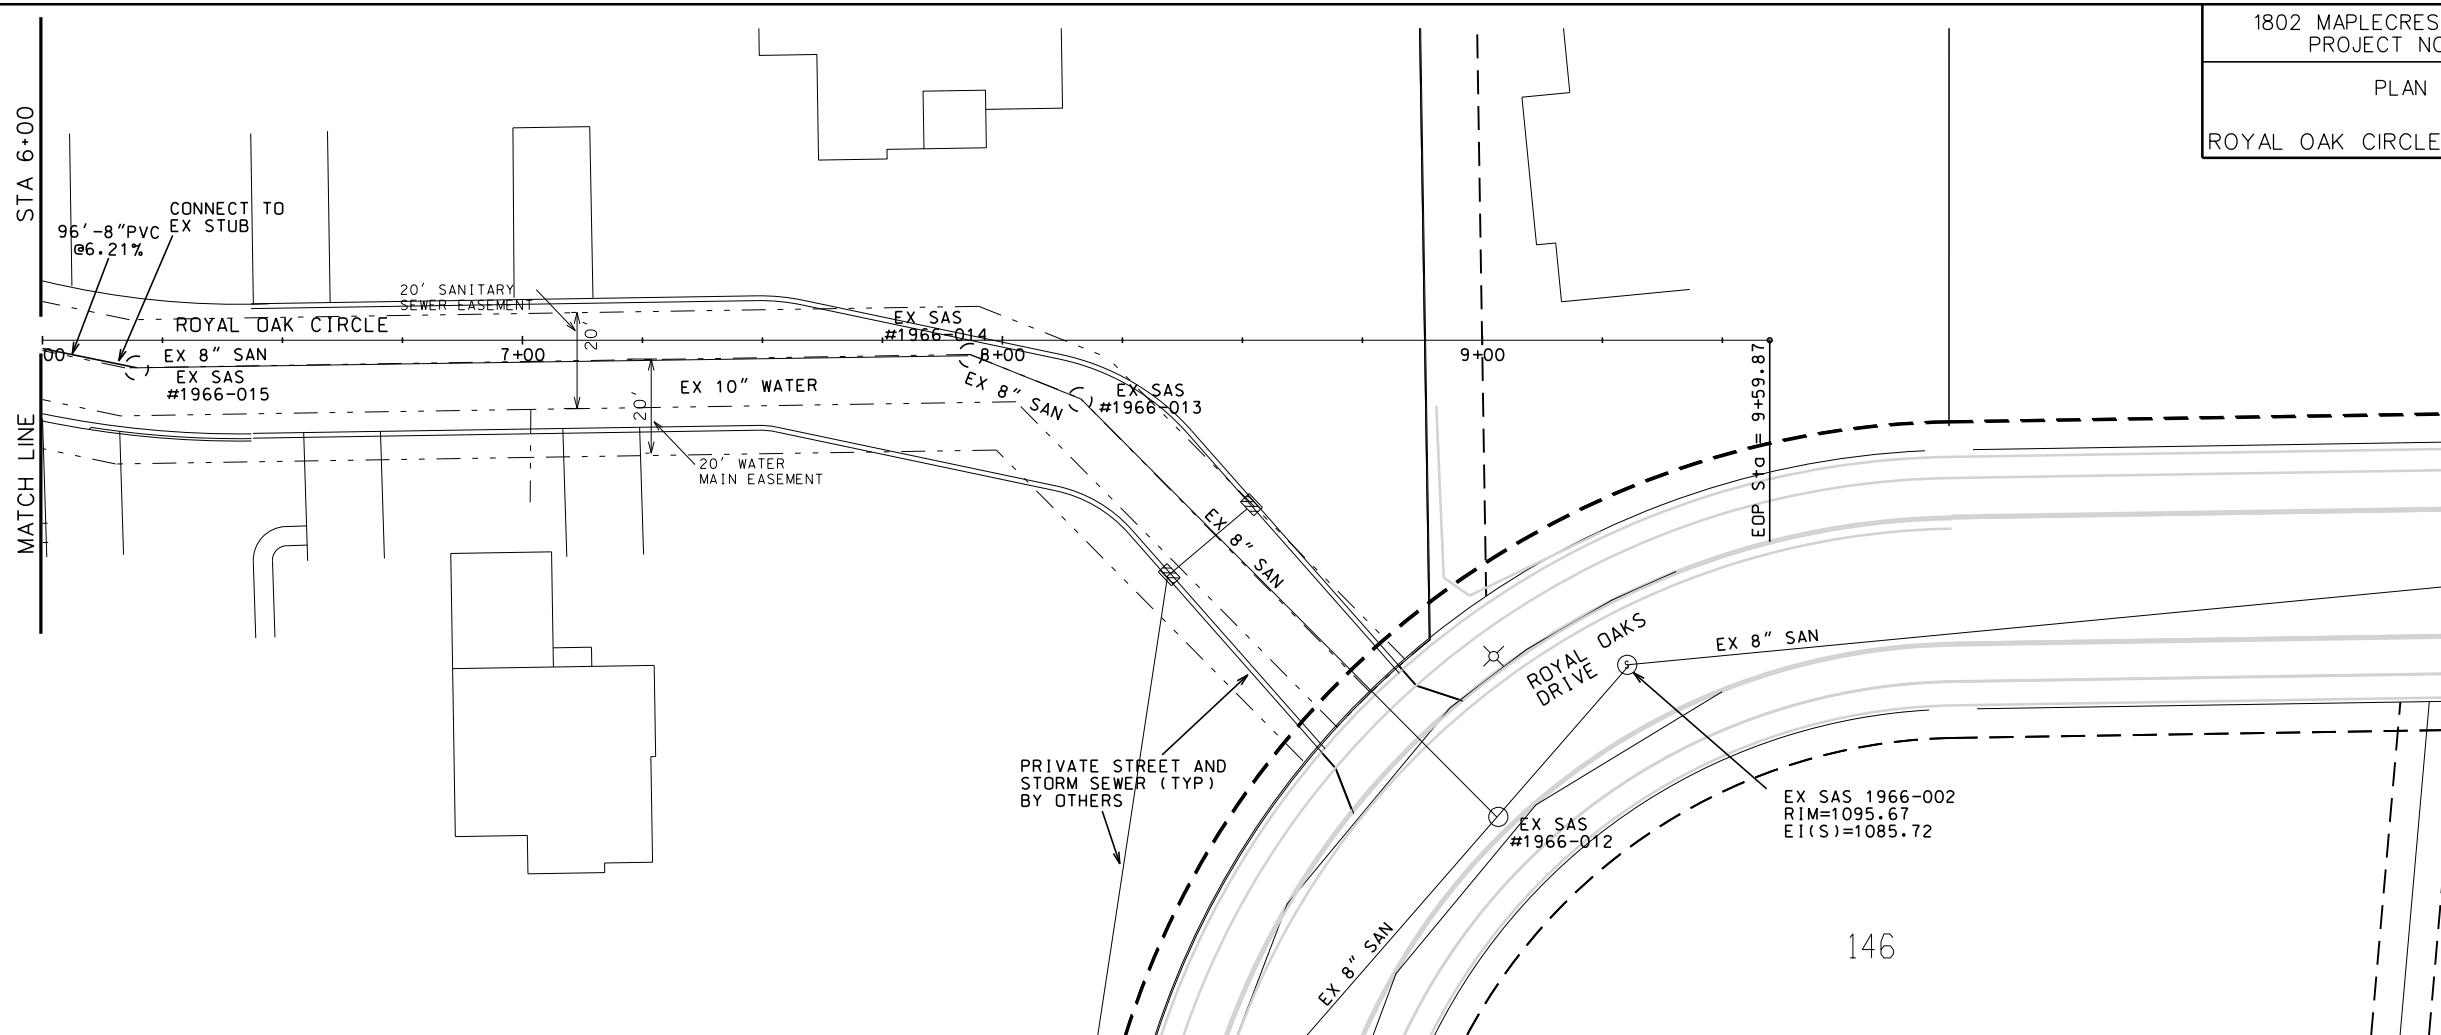 1802 MAPLECRES
PROJECT NO
PLAN
ROYAL OAK CIRCLE
STA 6+00
MATCH LINE
CONNECT TO
EX STUB
96'-8"PVC
@6.21%
20' SANITARY
SEWER EASEMENT
ROYAL OAK CIRCLE
20'
EX SAS
#1966-014
00
7+00
8+00
9+00
EX 8" SAN
EX SAS
#1966-015
EX 10" WATER
20'
EX 8" SAN
EX SAS
#1966-013
EOP Sta = 9+59.87
20' WATER
MAIN EASEMENT
EX 8" SAN
ROYAL OAKS
DRIVE
EX 8" SAN
S
PRIVATE STREET AND
STORM SEWER (TYP)
BY OTHERS
EX SAS 1966-002
RIM=1095.67
EI(S)=1085.72
EX SAS
#1966-012
EX 8" SAN
146